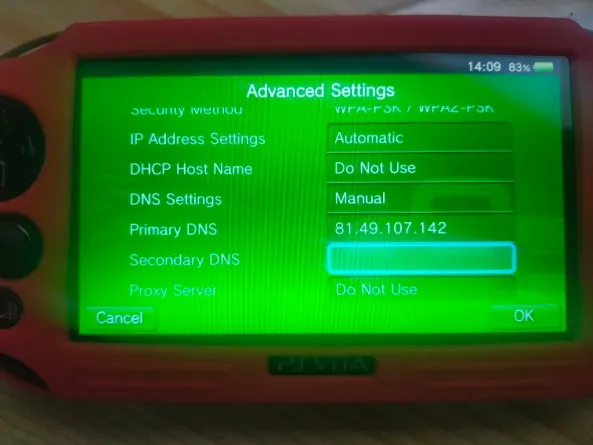 14:09 83%
Advanced Settings
Security Method WPA-PSK / WPA2-PSK
IP Address Settings Automatic
DHCP Host Name Do Not Use
DNS Settings Manual
Primary DNS 81.49.107.142
Secondary DNS
Proxy Server Do Not Use
Cancel OK
PS VITA